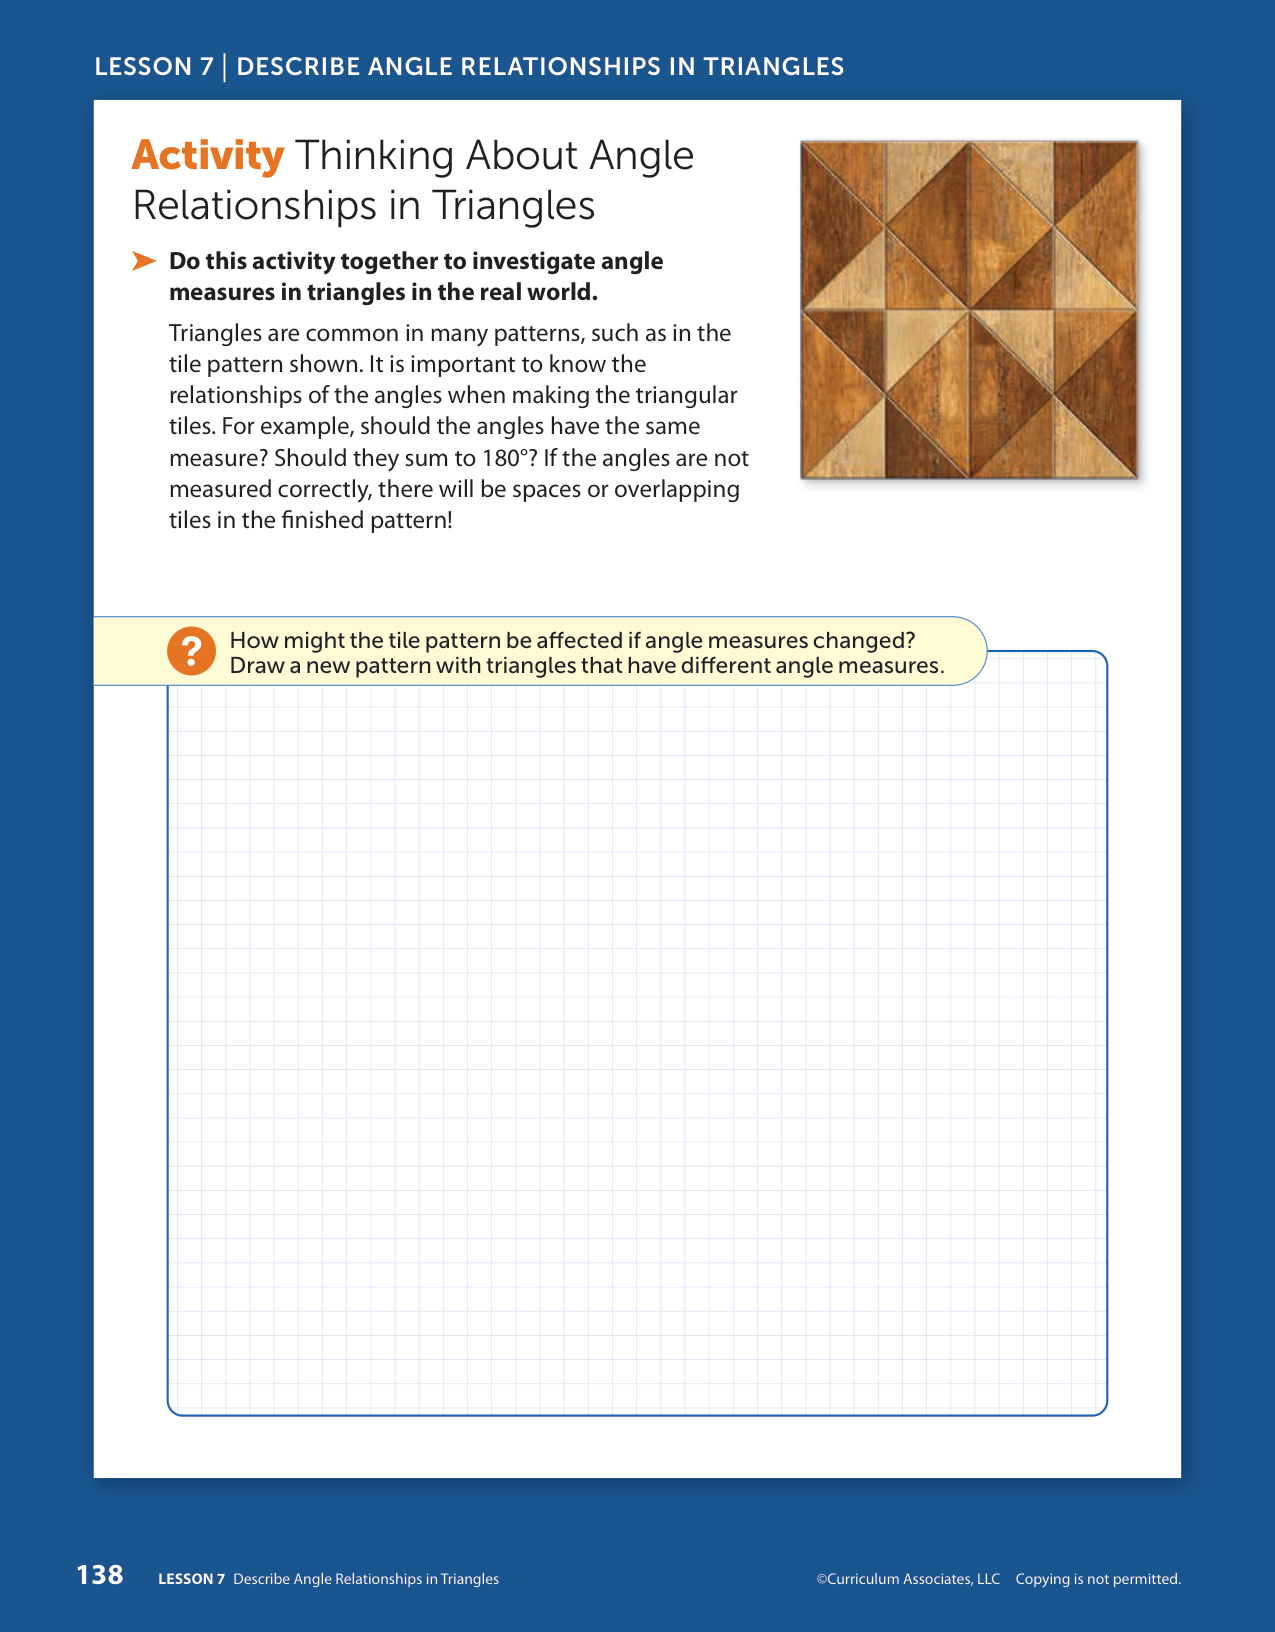 LESSON 7 | DESCRIBE ANGLE RELATIONSHIPS IN TRIANGLES
Activity Thinking About Angle
Relationships in Triangles
➤ Do this activity together to investigate angle
measures in triangles in the real world.
Triangles are common in many patterns, such as in the
tile pattern shown. It is important to know the
relationships of the angles when making the triangular
tiles. For example, should the angles have the same
measure? Should they sum to 180°? If the angles are not
measured correctly, there will be spaces or overlapping
tiles in the finished pattern!
? How might the tile pattern be affected if angle measures changed?
Draw a new pattern with triangles that have different angle measures.
138 LESSON 7 Describe Angle Relationships in Triangles ©Curriculum Associates, LLC Copying is not permitted.